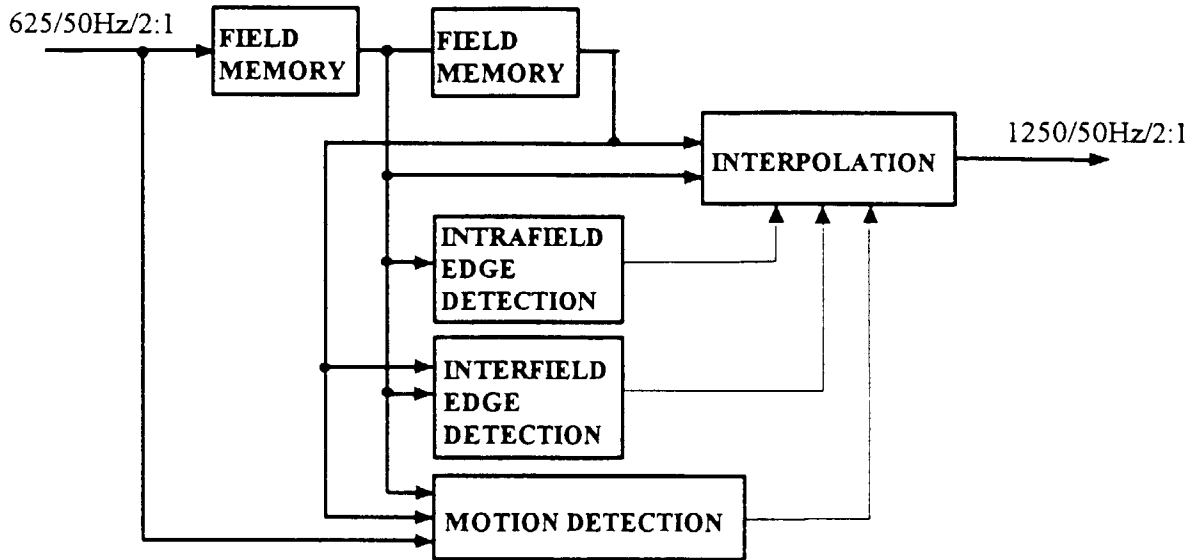 625/50Hz/2:1
FIELD
MEMORY
FIELD
MEMORY
INTERPOLATION
1250/50Hz/2:1
INTRAFIELD
EDGE
DETECTION
INTERFIELD
EDGE
DETECTION
MOTION DETECTION